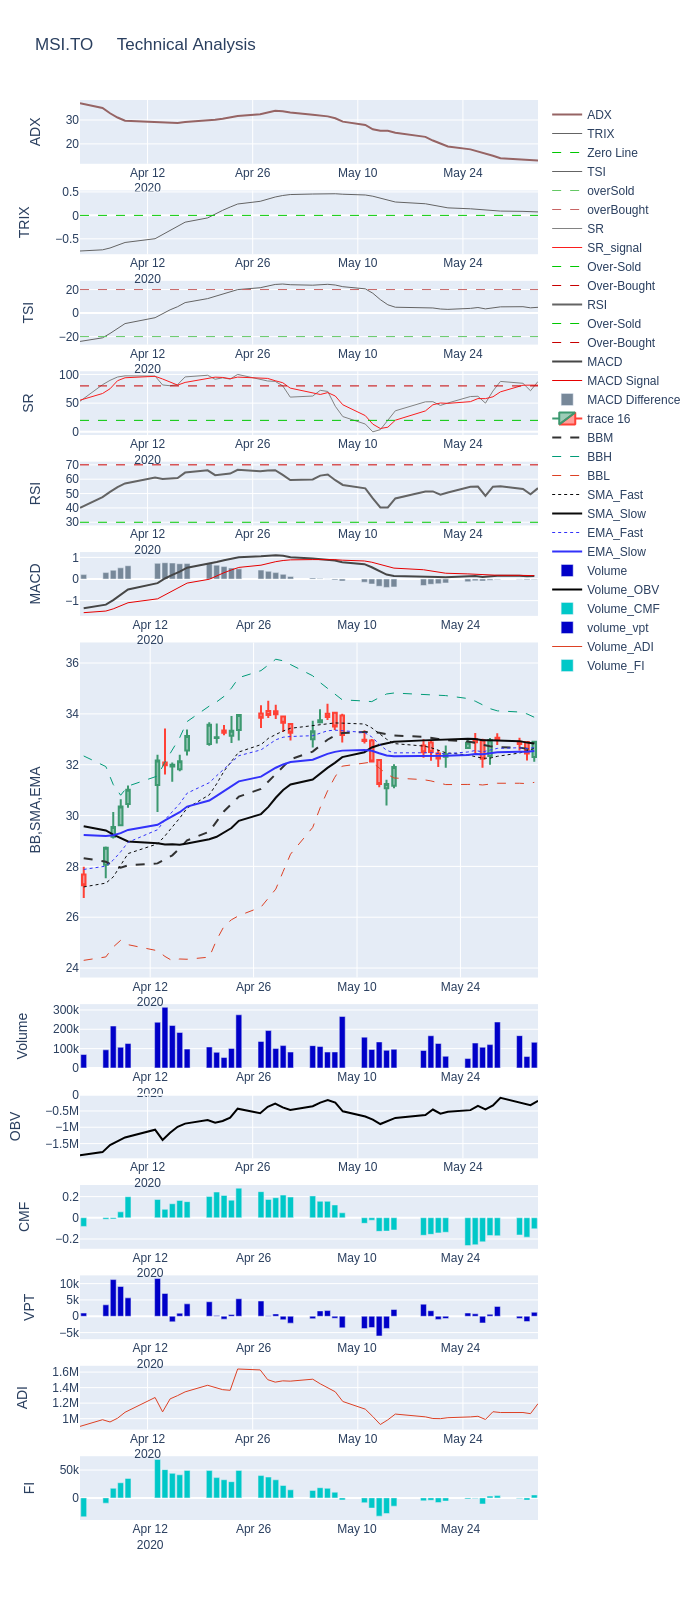 MSI.TO     Technical Analysis
ADX
30
20
Apr 12
2020
Apr 26
May 10
May 24
TRIX
0.5
0
−0.5
Apr 12
2020
Apr 26
May 10
May 24
TSI
20
0
−20
Apr 12
2020
Apr 26
May 10
May 24
SR
100
50
0
Apr 12
2020
Apr 26
May 10
May 24
RSI
70
60
50
40
30
Apr 12
2020
Apr 26
May 10
May 24
MACD
1
0
−1
Apr 12
2020
Apr 26
May 10
May 24
BB,SMA,EMA
36
34
32
30
28
26
24
Apr 12
2020
Apr 26
May 10
May 24
Volume
300k
200k
100k
0
Apr 12
2020
Apr 26
May 10
May 24
OBV
0
−0.5M
−1M
−1.5M
Apr 12
2020
Apr 26
May 10
May 24
CMF
0.2
0
−0.2
Apr 12
2020
Apr 26
May 10
May 24
VPT
10k
5k
0
−5k
Apr 12
2020
Apr 26
May 10
May 24
ADI
1.6M
1.4M
1.2M
1M
Apr 12
2020
Apr 26
May 10
May 24
FI
50k
0
Apr 12
2020
Apr 26
May 10
May 24
ADX
TRIX
Zero Line
TSI
overSold
overBought
SR
SR_signal
Over-Sold
Over-Bought
RSI
Over-Sold
Over-Bought
MACD
MACD Signal
MACD Difference
trace 16
BBM
BBH
BBL
SMA_Fast
SMA_Slow
EMA_Fast
EMA_Slow
Volume
Volume_OBV
Volume_CMF
volume_vpt
Volume_ADI
Volume_FI